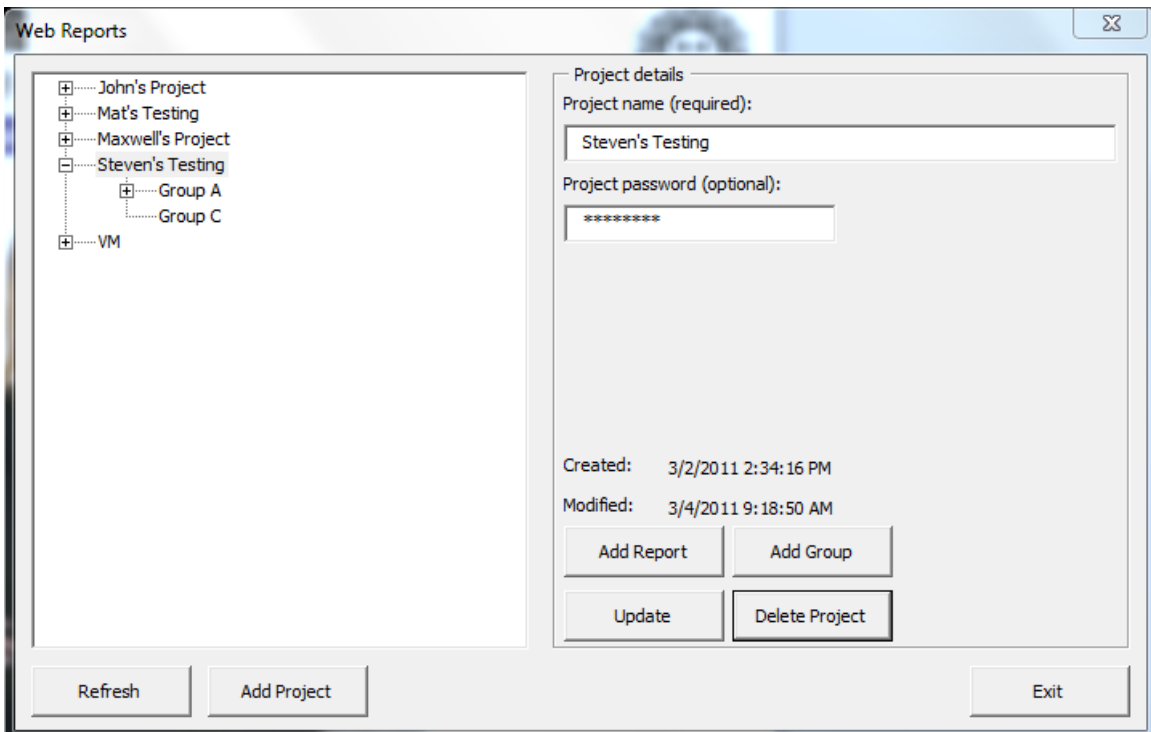 Web Reports
John's Project
Mat's Testing
Maxwell's Project
Steven's Testing
Group A
Group C
VM
Project details
Project name (required):
Steven's Testing
Project password (optional):
********
Created: 3/2/2011 2:34:16 PM
Modified: 3/4/2011 9:18:50 AM
Add Report Add Group
Update Delete Project
Refresh Add Project Exit